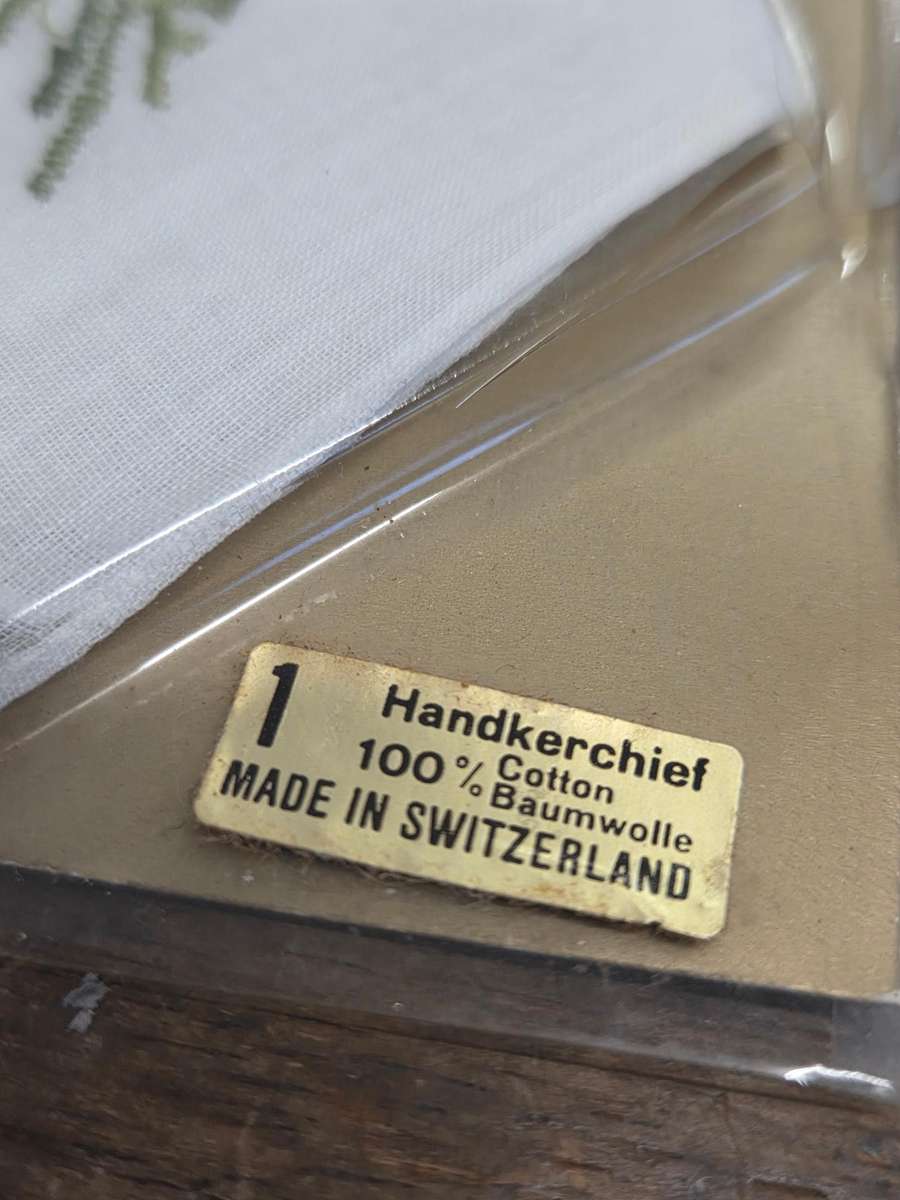 1 Handkerchief
100 % Cotton
Baumwolle
MADE IN SWITZERLAND